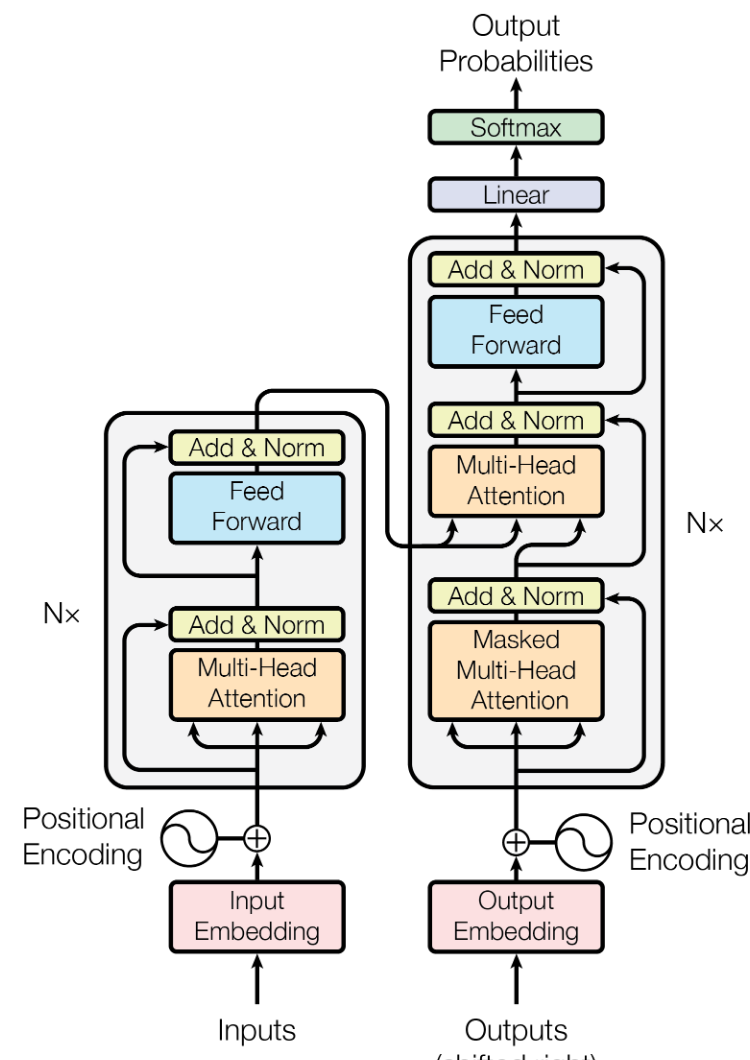 Output
Probabilities
Softmax
Linear
Add & Norm
Feed
Forward
Add & Norm
Multi-Head
Attention
Add & Norm
Masked
Multi-Head
Attention
Nx
Positional
Encoding
Output
Embedding
Outputs
(shifted right)
Add & Norm
Feed
Forward
Add & Norm
Multi-Head
Attention
Nx
Positional
Encoding
Input
Embedding
Inputs